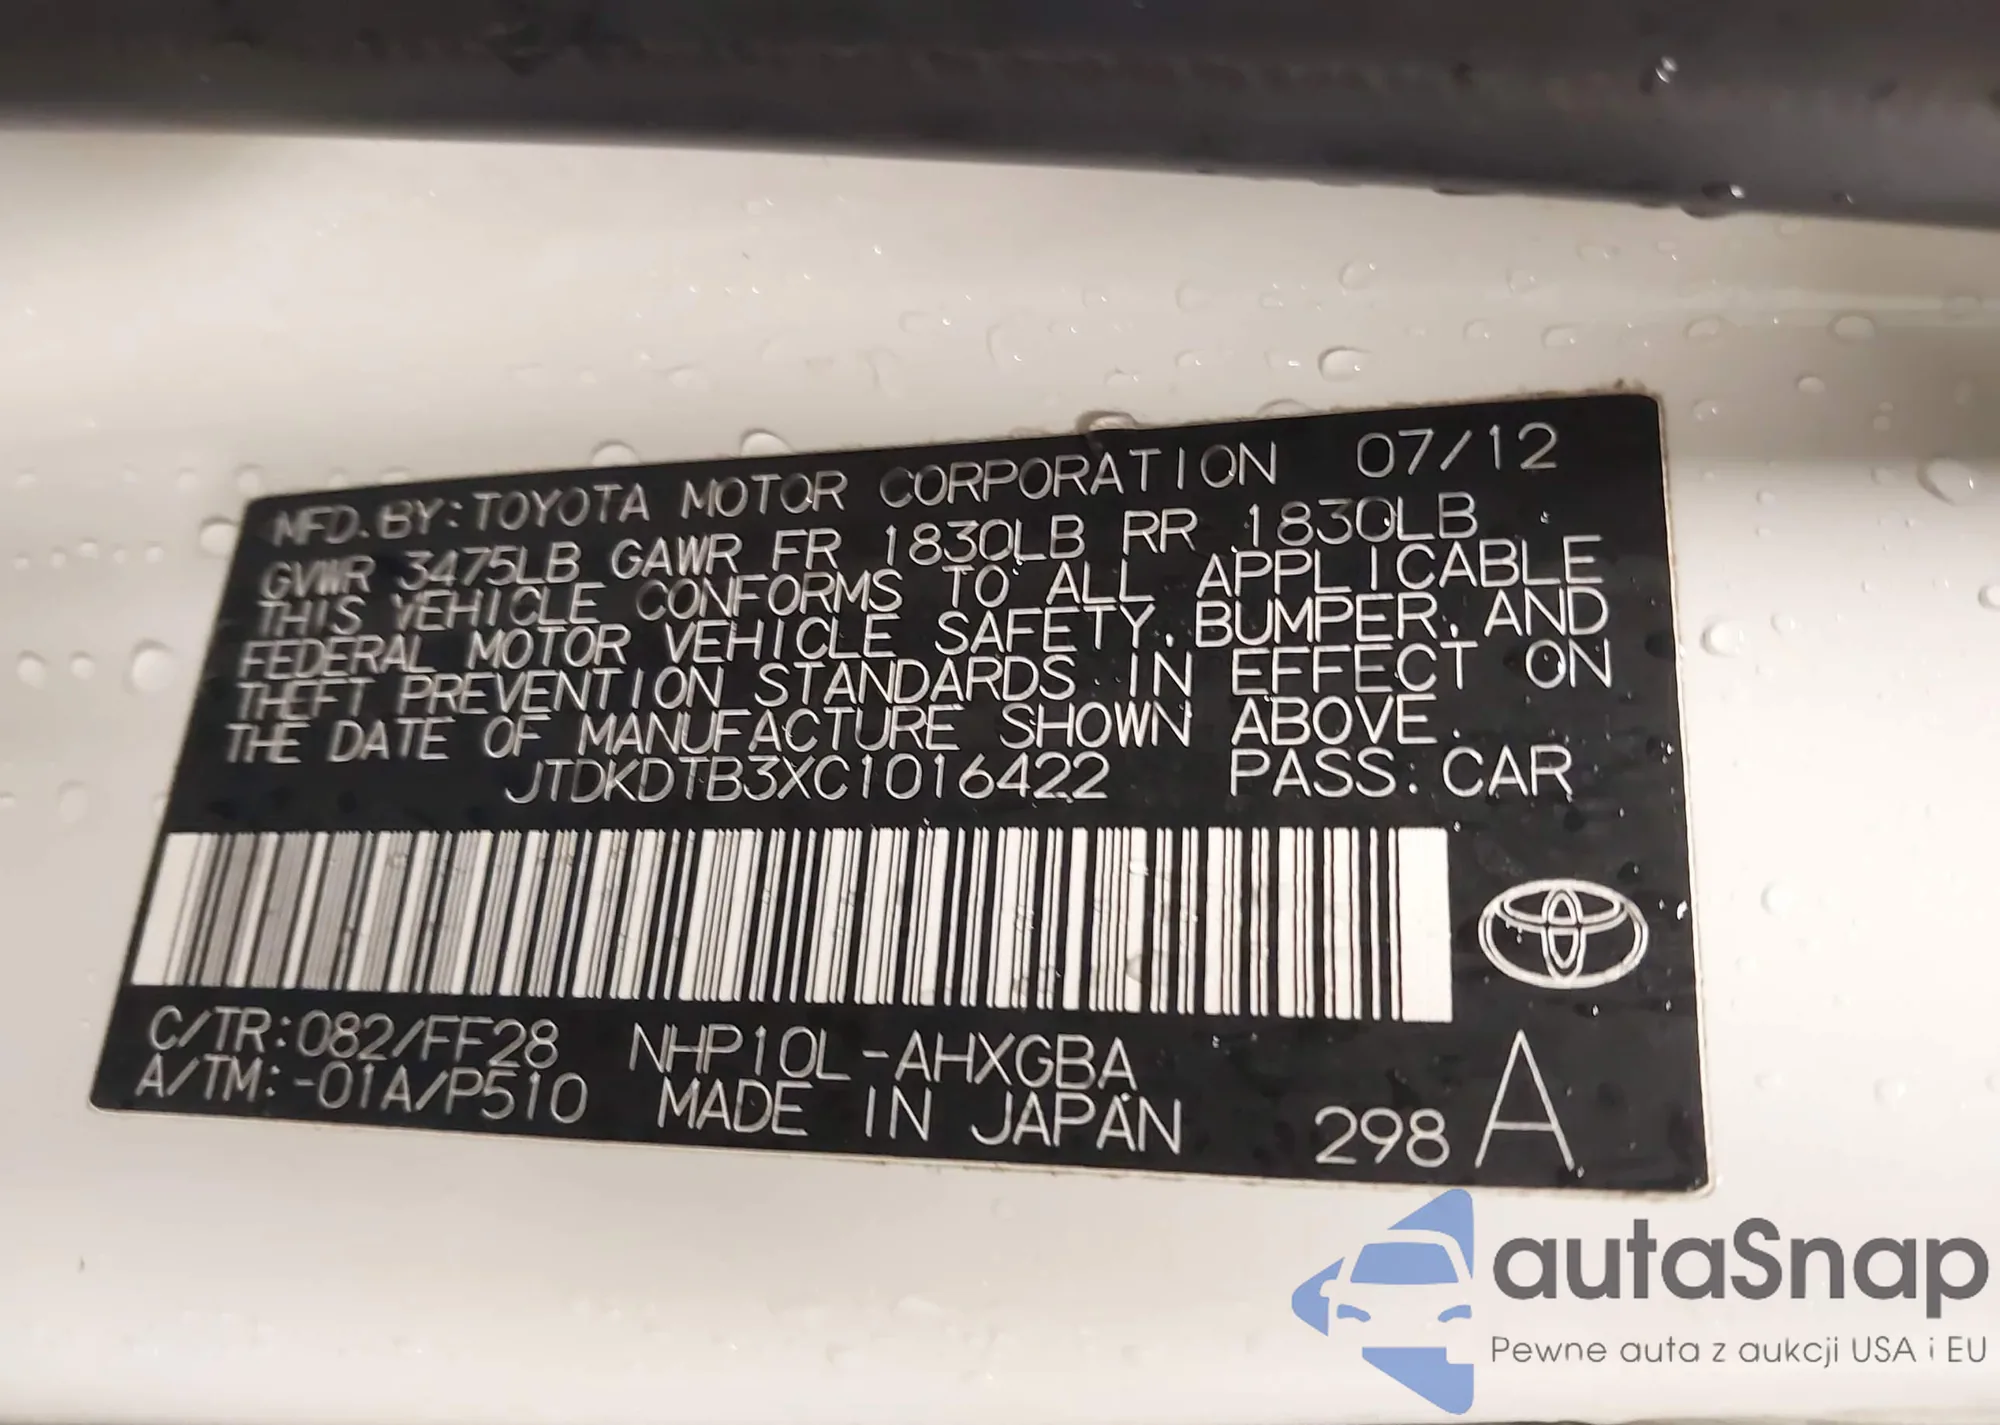 MFD. BY: TOYOTA MOTOR CORPORATION 07/12
GVWR 3475LB GAWR FR 1830LB RR 1830LB
THIS VEHICLE CONFORMS TO ALL APPLICABLE
FEDERAL MOTOR VEHICLE SAFETY, BUMPER, AND
THEFT PREVENTION STANDARDS IN EFFECT ON
THE DATE OF MANUFACTURE SHOWN ABOVE.
JTDKDTB3XC1016422 PASS. CAR
C/TR:082/FF28 NHP10L-AHXGBA
A/TM:-01A/P510 MADE IN JAPAN 298 A
autaSnap
Pewne auta z aukcji USA i EU